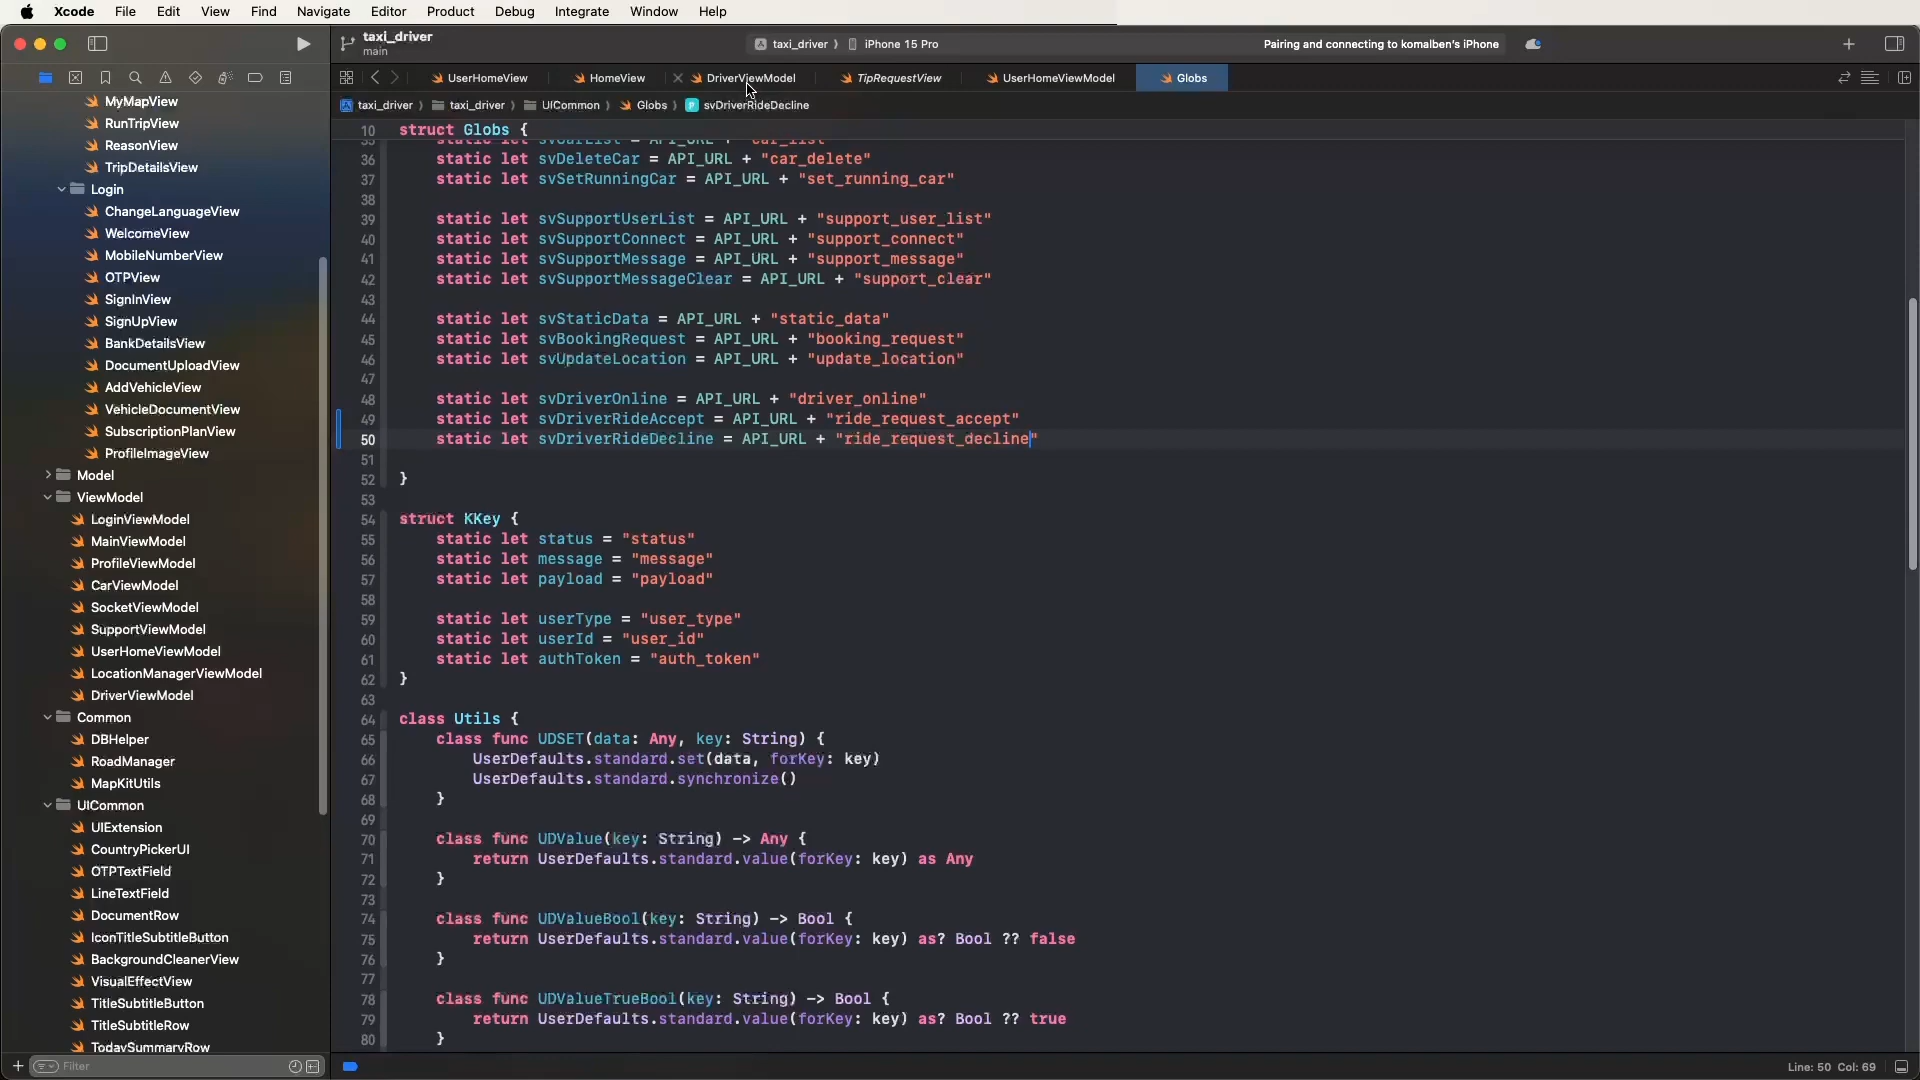 Xcode File Edit View Find Navigate Editor Product Debug Integrate Window Help
taxi_driver
main
taxi_driver iPhone 15 Pro
Pairing and connecting to komalben's iPhone
UserHomeView HomeView DriverViewModel TipRequestView UserHomeViewModel Globs
taxi_driver taxi_driver UICommon Globs svDriverRideDecline
MyMapView
RunTripView
ReasonView
TripDetailsView
Login
ChangeLanguageView
WelcomeView
MobileNumberView
OTPView
SignInView
SignUpView
BankDetailsView
DocumentUploadView
AddVehicleView
VehicleDocumentView
SubscriptionPlanView
ProfileImageView
Model
ViewModel
LoginViewModel
MainViewModel
ProfileViewModel
CarViewModel
SocketViewModel
SupportViewModel
UserHomeViewModel
LocationManagerViewModel
DriverViewModel
Common
DBHelper
RoadManager
MapKitUtils
UICommon
UIExtension
CountryPickerUI
OTPTextField
LineTextField
DocumentRow
IconTitleSubtitleButton
BackgroundCleanerView
VisualEffectView
TitleSubtitleButton
TitleSubtitleRow
TodaySummaryRow
Filter
10 struct Globs {
35 static let svCarList = API_URL + "car_list"
36 static let svDeleteCar = API_URL + "car_delete"
37 static let svSetRunningCar = API_URL + "set_running_car"
38
39 static let svSupportUserList = API_URL + "support_user_list"
40 static let svSupportConnect = API_URL + "support_connect"
41 static let svSupportMessage = API_URL + "support_message"
42 static let svSupportMessageClear = API_URL + "support_clear"
43
44 static let svStaticData = API_URL + "static_data"
45 static let svBookingRequest = API_URL + "booking_request"
46 static let svUpdateLocation = API_URL + "update_location"
47
48 static let svDriverOnline = API_URL + "driver_online"
49 static let svDriverRideAccept = API_URL + "ride_request_accept"
50 static let svDriverRideDecline = API_URL + "ride_request_decline"
51
52 }
53
54 struct KKey {
55 static let status = "status"
56 static let message = "message"
57 static let payload = "payload"
58
59 static let userType = "user_type"
60 static let userId = "user_id"
61 static let authToken = "auth_token"
62 }
63
64 class Utils {
65 class func UDSET(data: Any, key: String) {
66 UserDefaults.standard.set(data, forKey: key)
67 UserDefaults.standard.synchronize()
68 }
69
70 class func UDValue(key: String) -> Any {
71 return UserDefaults.standard.value(forKey: key) as Any
72 }
73
74 class func UDValueBool(key: String) -> Bool {
75 return UserDefaults.standard.value(forKey: key) as? Bool ?? false
76 }
77
78 class func UDValueTrueBool(key: String) -> Bool {
79 return UserDefaults.standard.value(forKey: key) as? Bool ?? true
80 }
Line: 50 Col: 69